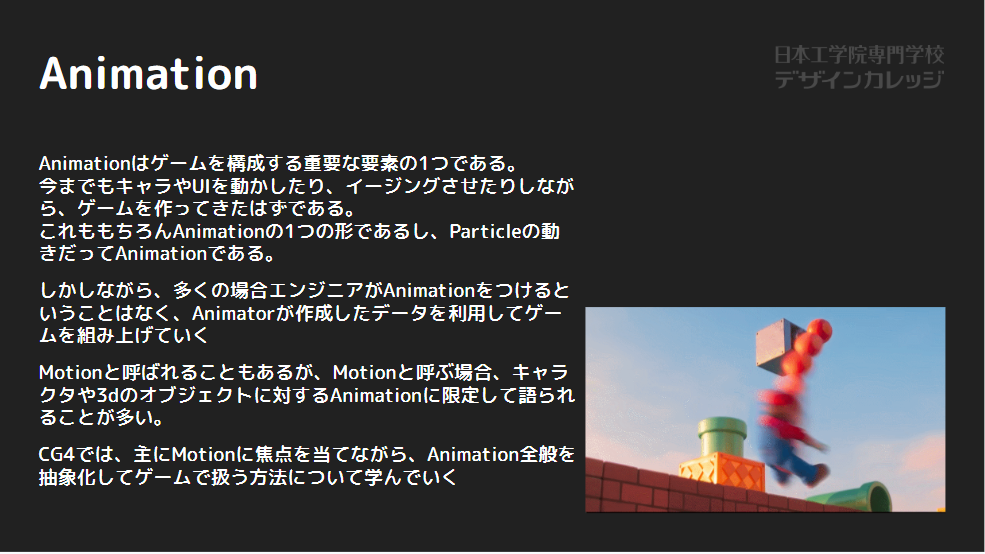 Animation
日本工学院専門学校
デザインカレッジ
Animationはゲームを構成する重要な要素の1つである。
今までもキャラやUIを動かしたり、イージングさせたりしなが
ら、ゲームを作ってきたはずである。
これももちろんAnimationの1つの形であるし、Particleの動
きだってAnimationである。
しかしながら、多くの場合エンジニアがAnimationをつけると
いうことはなく、Animatorが作成したデータを利用してゲー
ムを組み上げていく
Motionと呼ばれることもあるが、Motionと呼ぶ場合、キャラ
クタや3dのオブジェクトに対するAnimationに限定して語られ
ることが多い。
CG4では、主にMotionに焦点を当てながら、Animation全般を
抽象化してゲームで扱う方法について学んでいく